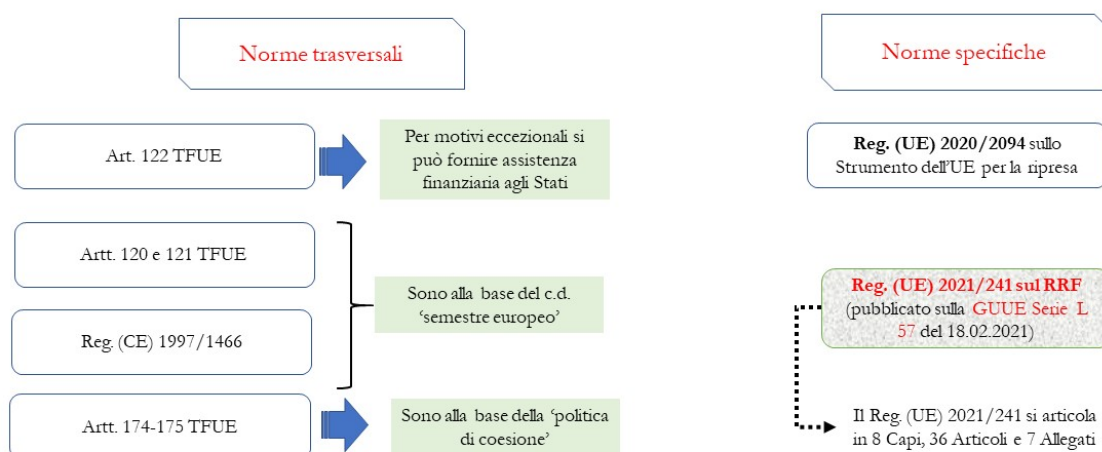 Norme trasversali
Art. 122 TFUE
Per motivi eccezionali si
può fornire assistenza
finanziaria agli Stati
Artt. 120 e 121 TFUE
Reg. (CE) 1997/1466
Sono alla base del c.d.
‘semestre europeo’
Artt. 174-175 TFUE
Sono alla base della ‘politica
di coesione’
Norme specifiche
Reg. (UE) 2020/2094 sullo
Strumento dell’UE per la ripresa
Reg. (UE) 2021/241 sul RRF
(pubblicato sulla GUUE Serie L
57 del 18.02.2021)
Il Reg. (UE) 2021/241 si articola
in 8 Capi, 36 Articoli e 7 Allegati